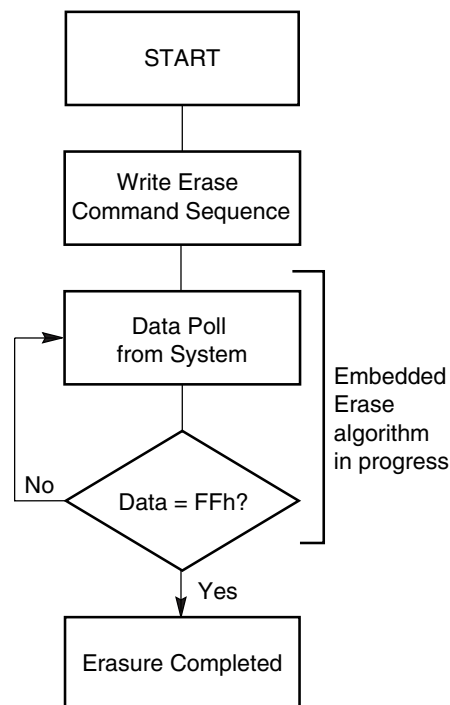 START
Write Erase
Command Sequence
Data Poll
from System
Embedded
Erase
algorithm
in progress
No
Data = FFh?
Yes
Erasure Completed